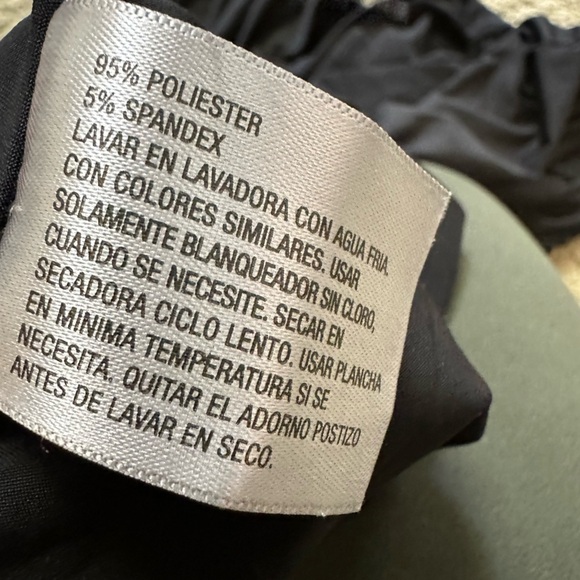 95% POLIESTER
5% SPANDEX
LAVAR EN LAVADORA CON AGUA FRIA.
CON COLORES SIMILARES. USAR
SOLAMENTE BLANQUEADOR SIN CLORO,
CUANDO SE NECESITE. SECAR EN
SECADORA CICLO LENTO. USAR PLANCHA
EN MINIMA TEMPERATURA SI SE
NECESITA. QUITAR EL ADORNO POSTIZO
ANTES DE LAVAR EN SECO.